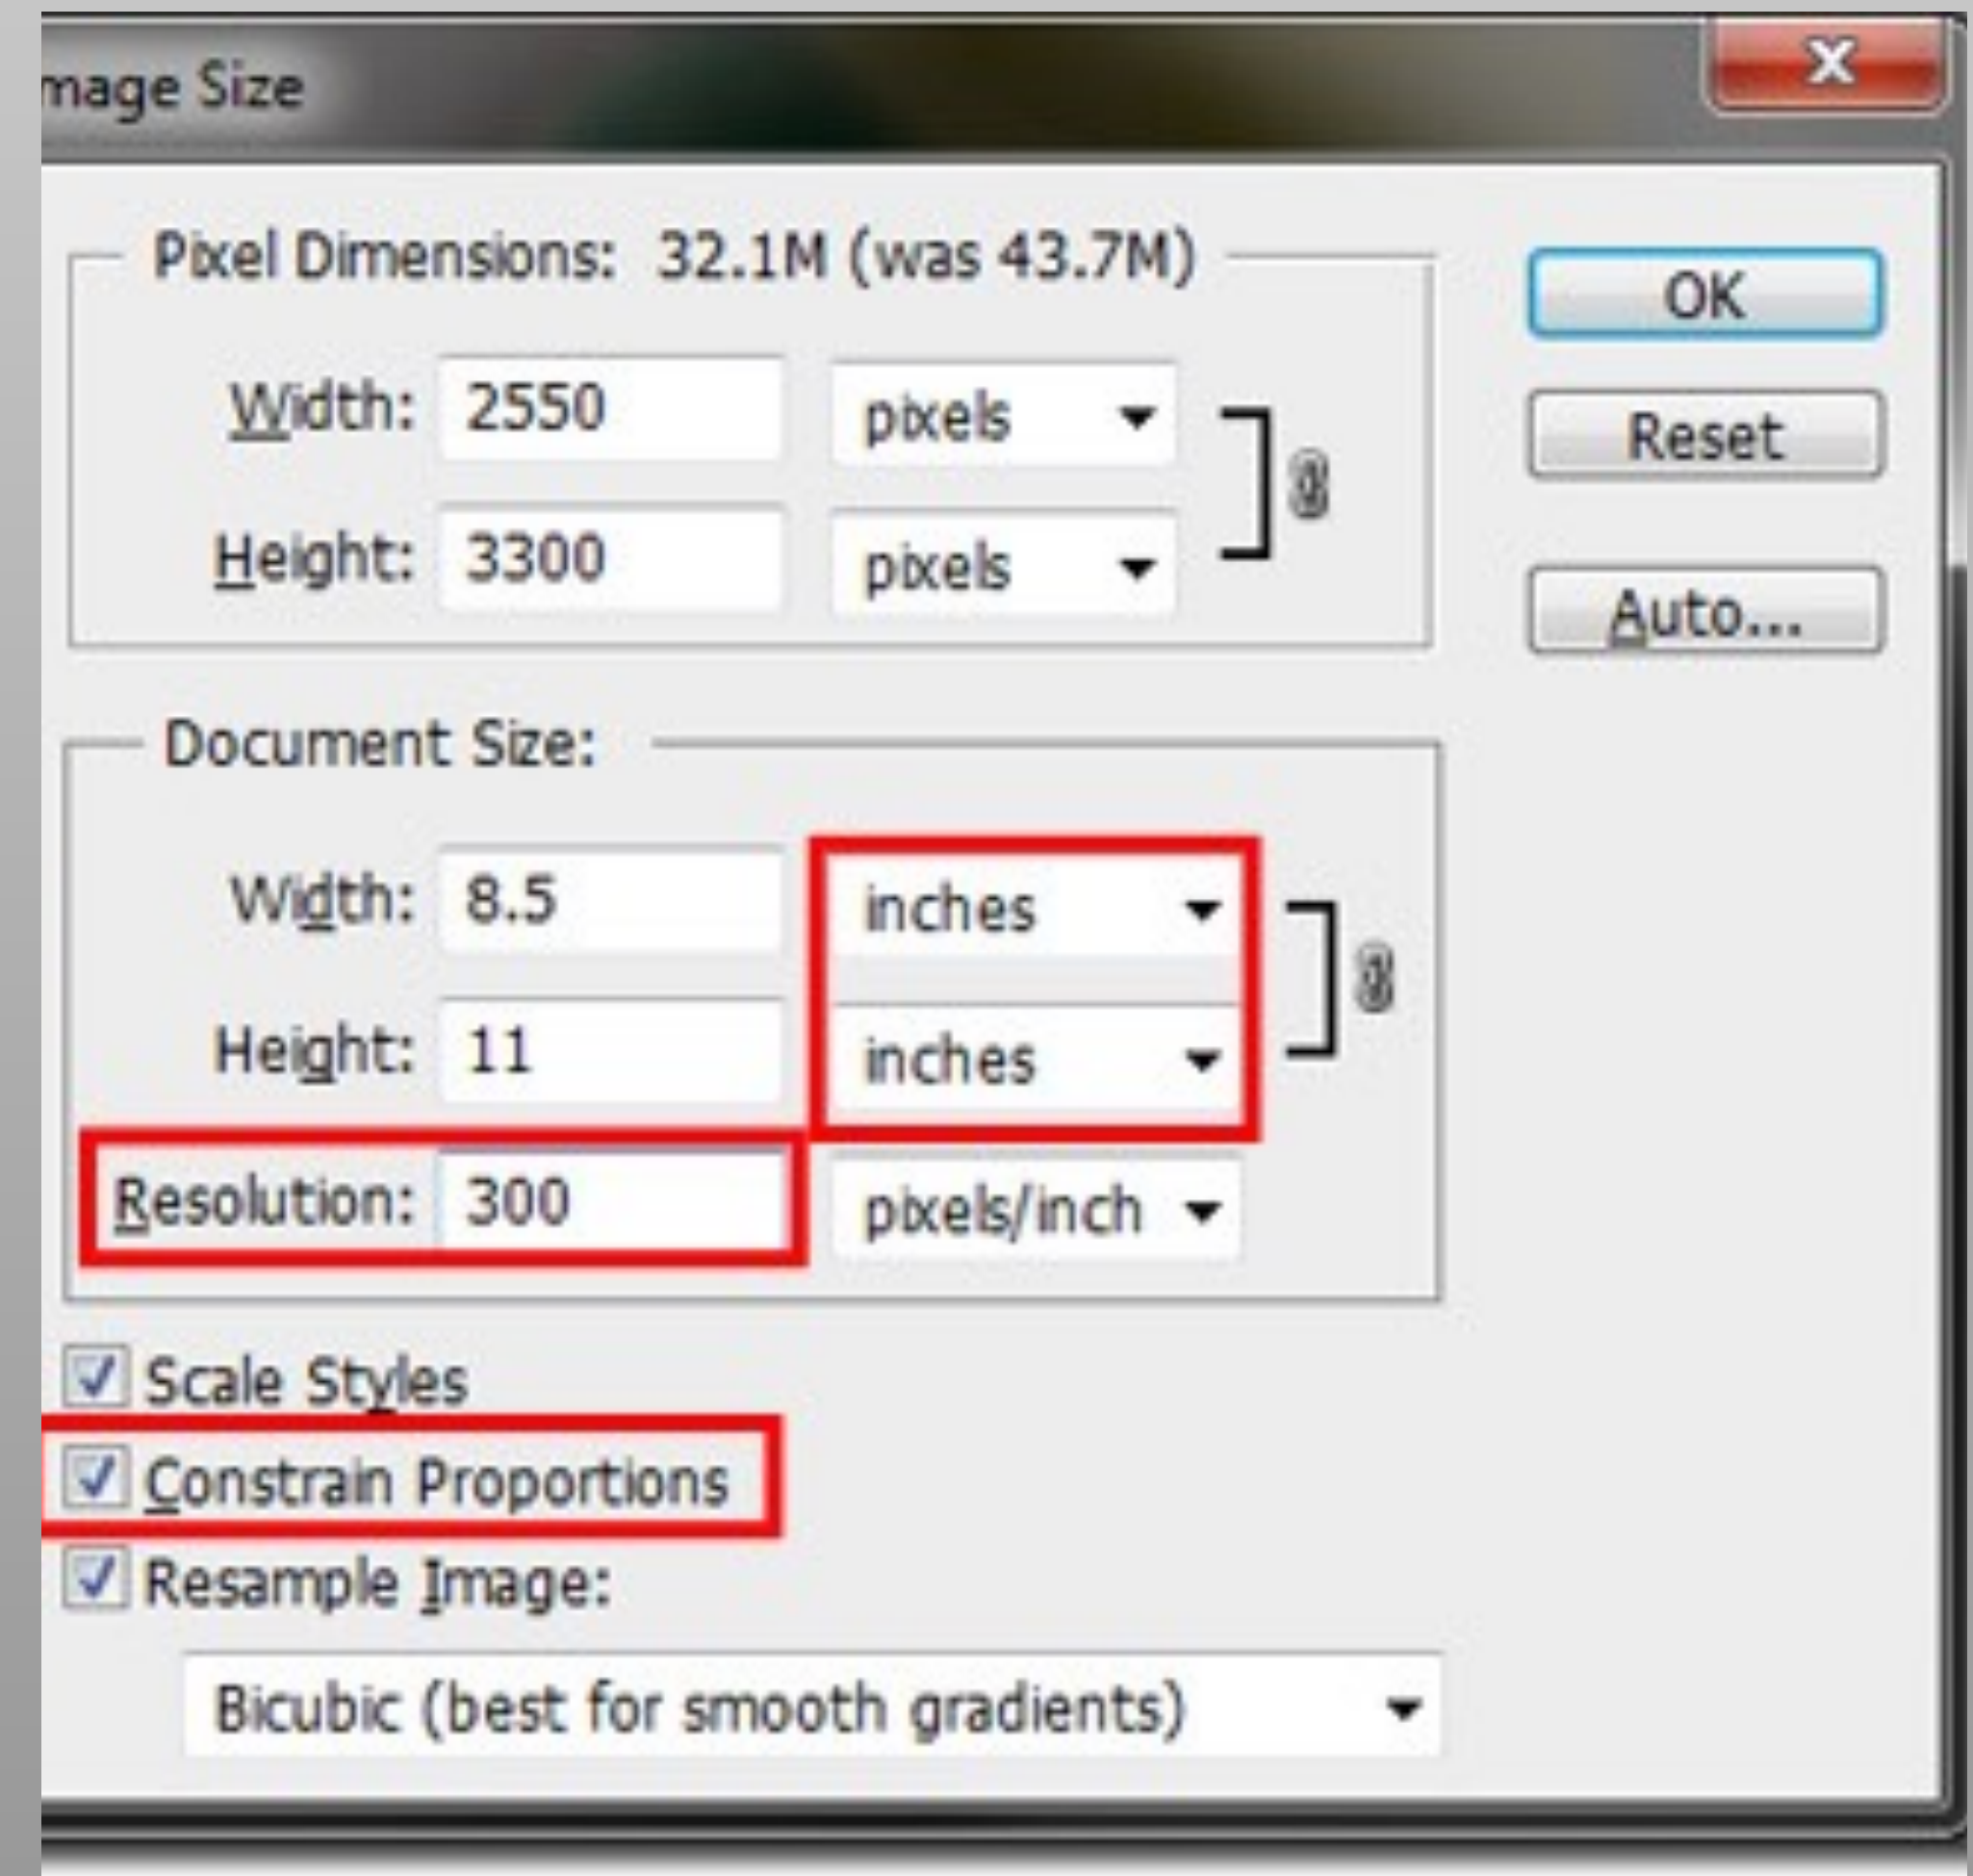 mage Size
Pixel Dimensions: 32.1M (was 43.7M)
OK
Width: 2550 pixels
Reset
Height: 3300 pixels
Auto...
Document Size:
Width: 8.5 inches
Height: 11 inches
Resolution: 300 pixels/inch
Scale Styles
Constrain Proportions
Resample Image:
Bicubic (best for smooth gradients)